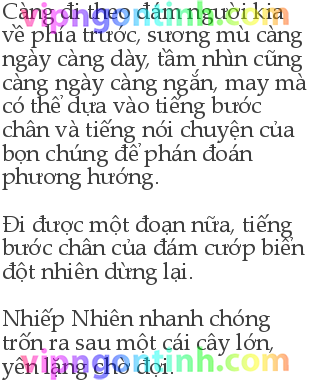 Càng đi theo đám người kia
về phía trước, sương mù càng
ngày càng dày, tầm nhìn cũng
càng ngày càng ngắn, may mà
có thể dựa vào tiếng bước
chân và tiếng nói chuyện của
bọn chúng để phán đoán
phương hướng.
Đi được một đoạn nữa, tiếng
bước chân của đám cướp biển
đột nhiên dừng lại.
Nhiếp Nhiên nhanh chóng
trốn ra sau một cái cây lớn,
yên lặng chờ đợi.
vipngontinh.com
vipngontinh.com